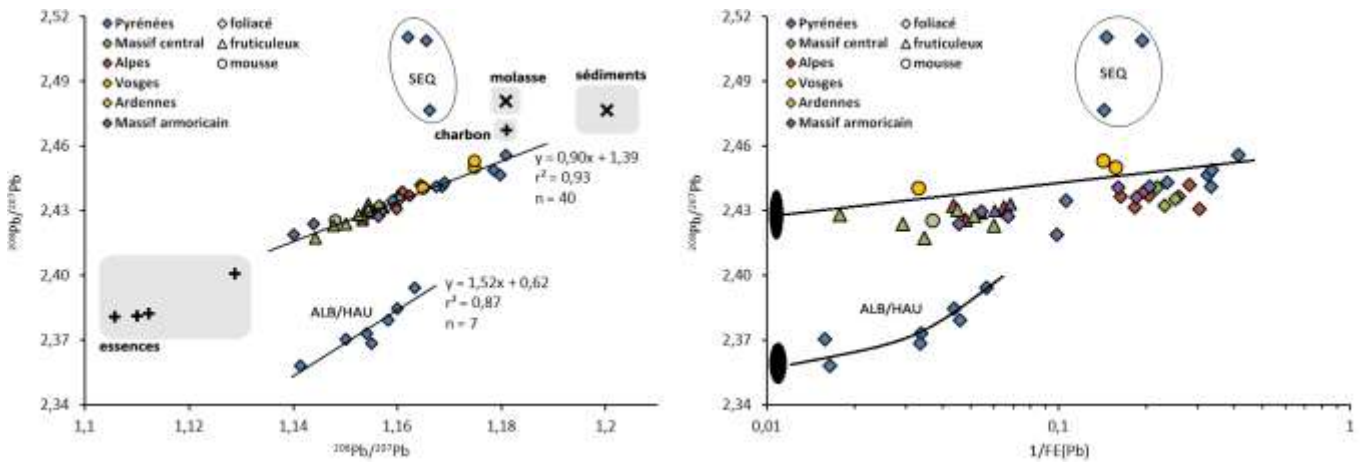 2,52
2,49
2,46
2,43
2,40
2,37
2,34
²⁰⁸Pb/²⁰⁷Pb
Pyrénées foliacé
Massif central fruticuleux
Alpes mousse
Vosges
Ardennes
Massif armoricain
SEQ
molasse sédiments
charbon
y = 0,90x + 1,39
r² = 0,93
n = 40
essences
ALB/HAU
y = 1,52x + 0,62
r² = 0,87
n = 7
1,1 1,12 1,14 1,16 1,18 1,2
²⁰⁶Pb/²⁰⁷Pb
2,52
2,49
2,46
2,43
2,40
2,37
2,34
²⁰⁸Pb/²⁰⁷Pb
Pyrénées foliacé
Massif central fruticuleux
Alpes mousse
Vosges
Ardennes
Massif armoricain
SEQ
ALB/HAU
0,01 0,1 1
1/FE(Pb)